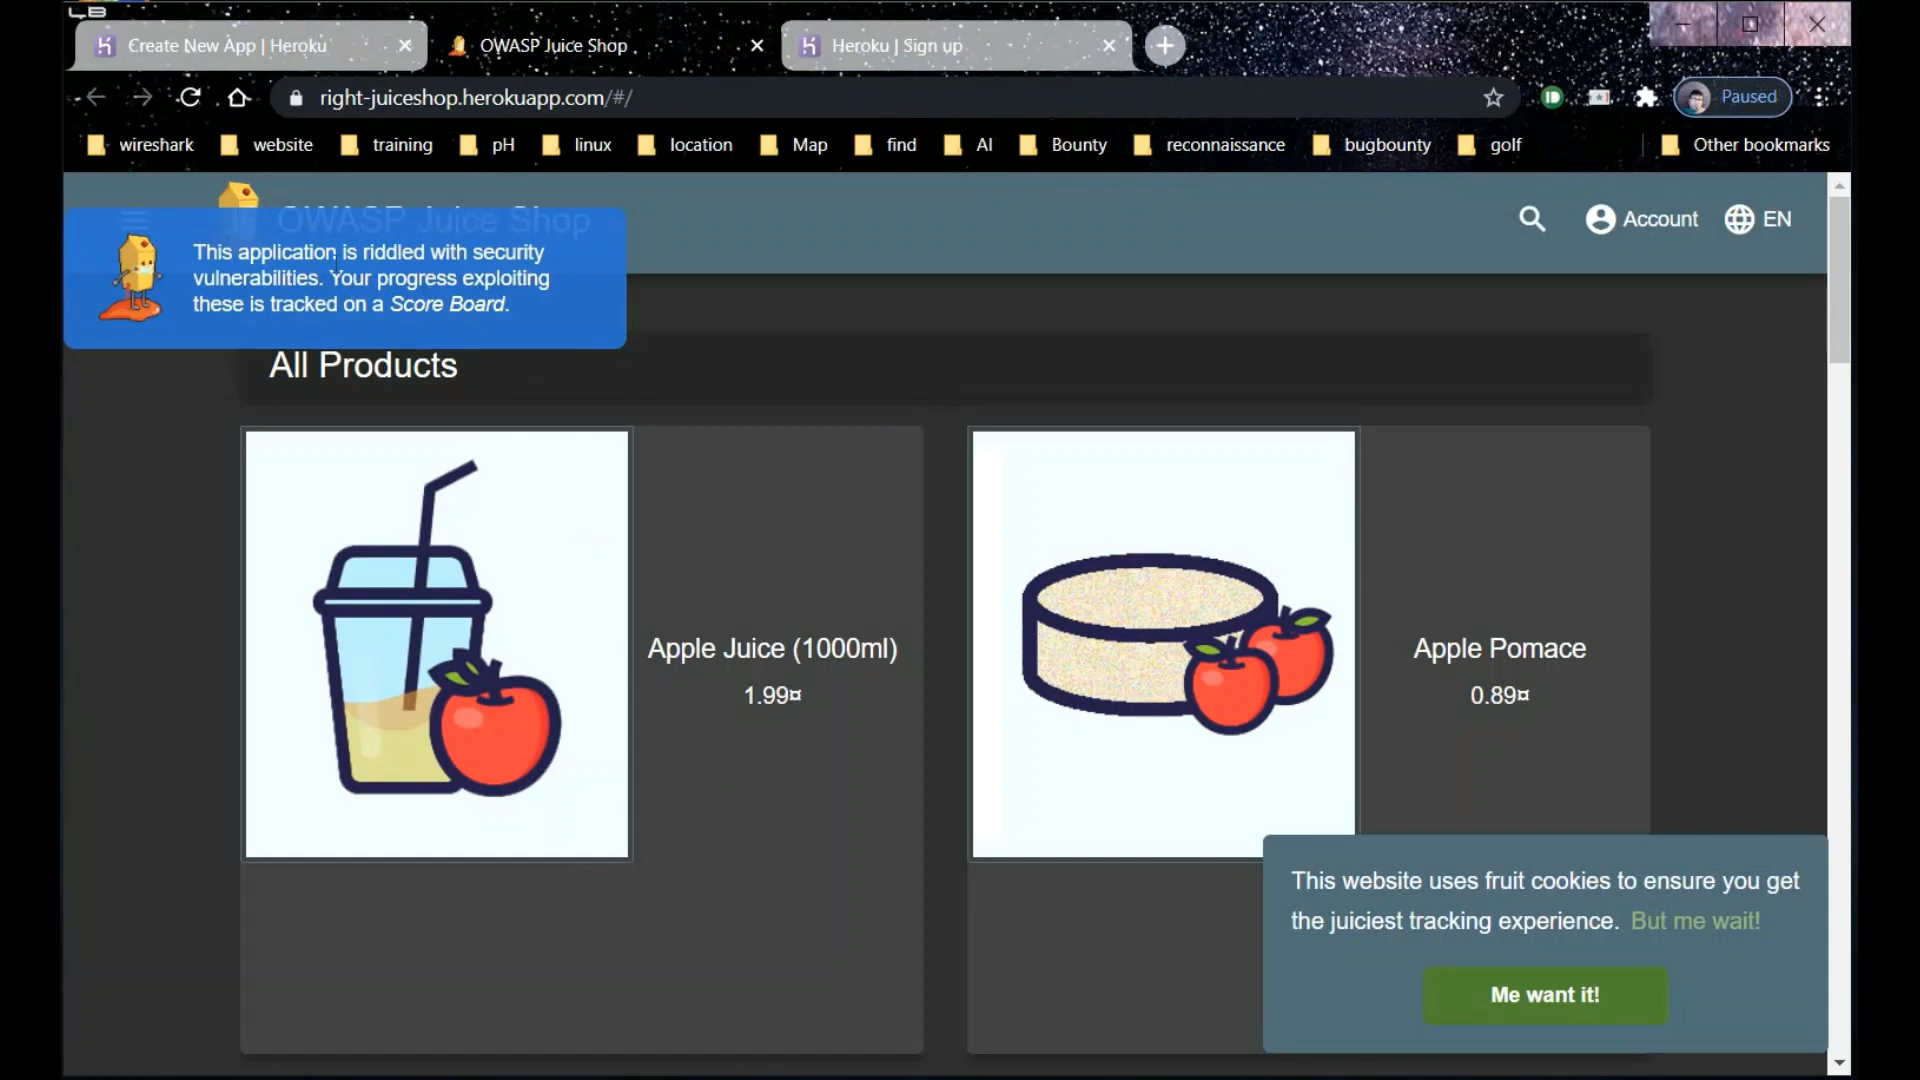 Create New App | Heroku
OWASP Juice Shop
Heroku | Sign up
right-juiceshop.herokuapp.com/#/
Paused
wireshark
website
training
pH
linux
location
Map
find
AI
Bounty
reconnaissance
bugbounty
golf
Other bookmarks
OWASP Juice Shop
Account
EN
This application is riddled with security
vulnerabilities. Your progress exploiting
these is tracked on a Score Board.
All Products
Apple Juice (1000ml)
1.99¤
Apple Pomace
0.89¤
This website uses fruit cookies to ensure you get
the juiciest tracking experience. But me wait!
Me want it!